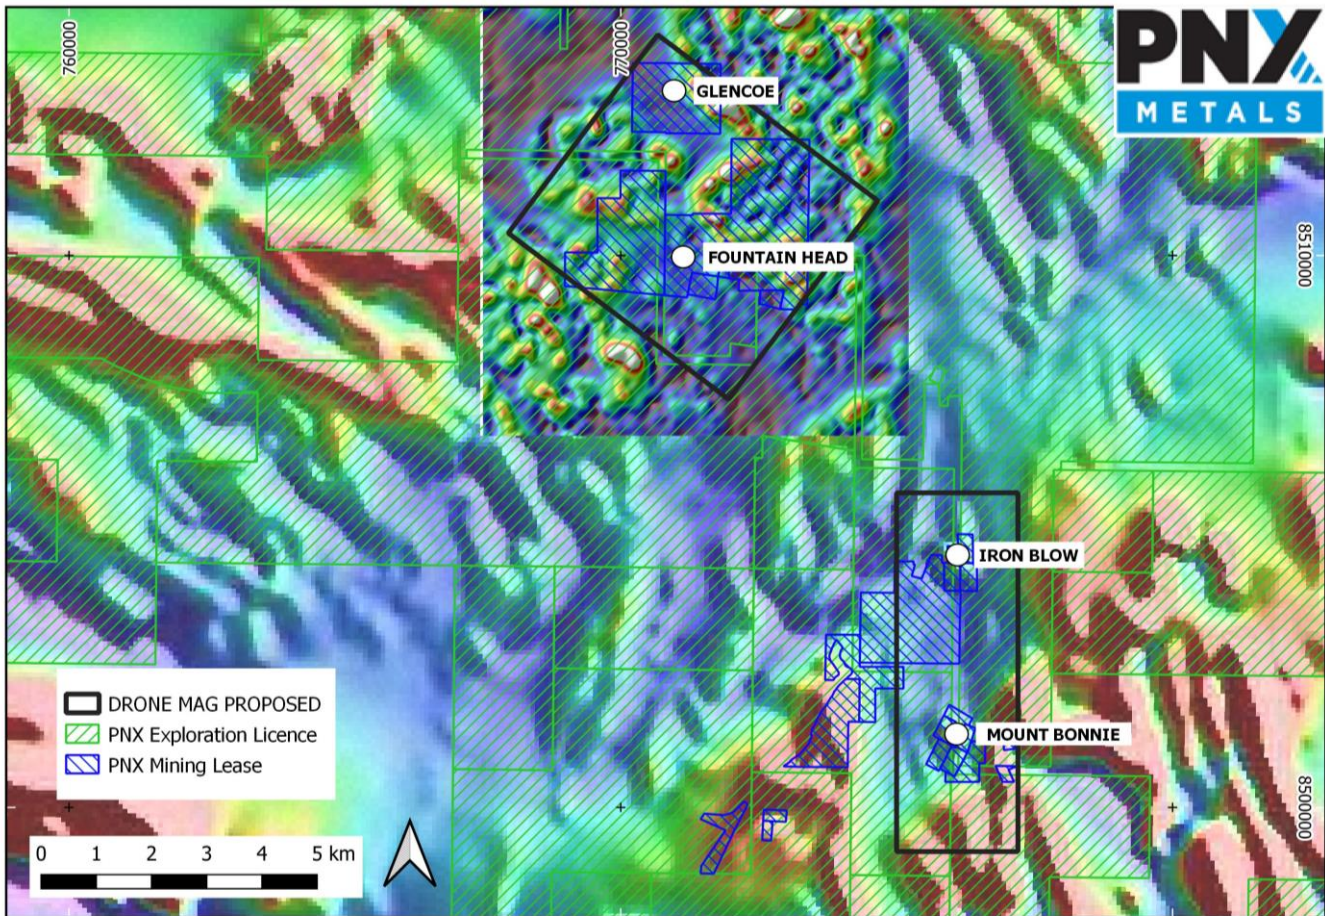 760000
770000
PNX
METALS
GLENCOE
FOUNTAIN HEAD
8510000
IRON BLOW
MOUNT BONNIE
8500000
DRONE MAG PROPOSED
PNX Exploration Licence
PNX Mining Lease
0 1 2 3 4 5 km